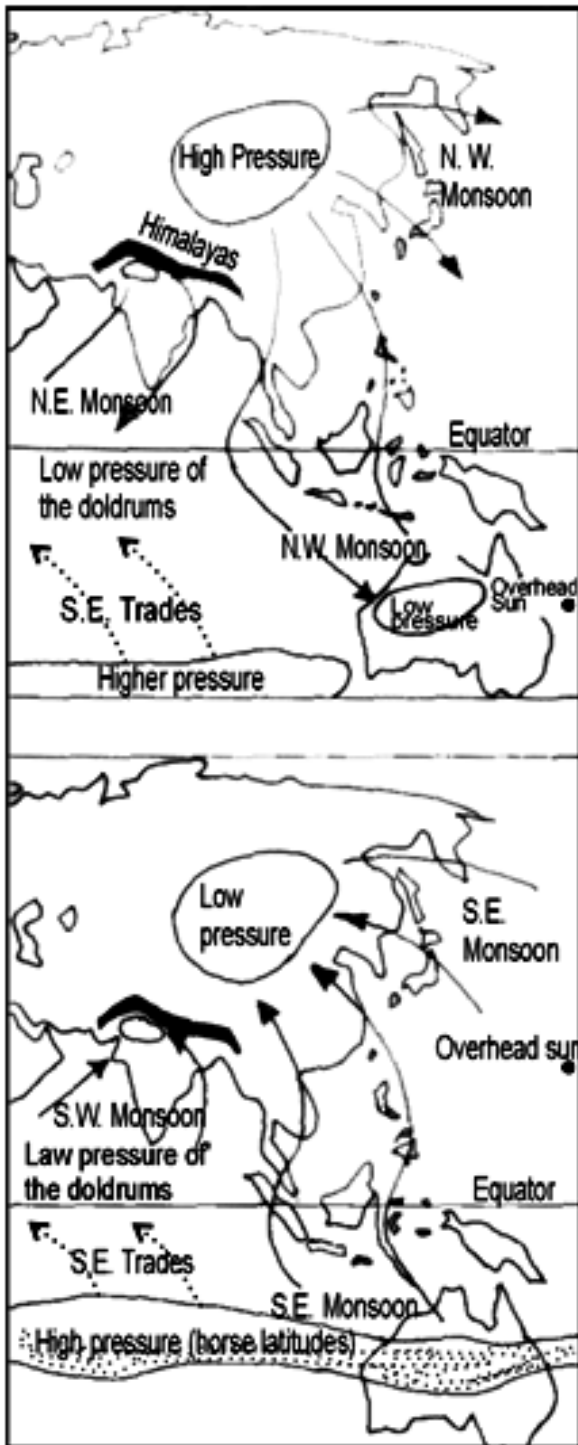 High Pressure
N. W.
Monsoon
Himalayas
N.E. Monsoon
Equator
Low pressure of
the doldrums
N.W. Monsoon
Overhead
Sun
Low
pressure
S.E. Trades
Higher pressure
Low
pressure
S.E.
Monsoon
Overhead sun
S.W. Monsoon
Law pressure of
the doldrums
Equator
S.E. Trades
S.E. Monsoon
High pressure (horse latitudes)